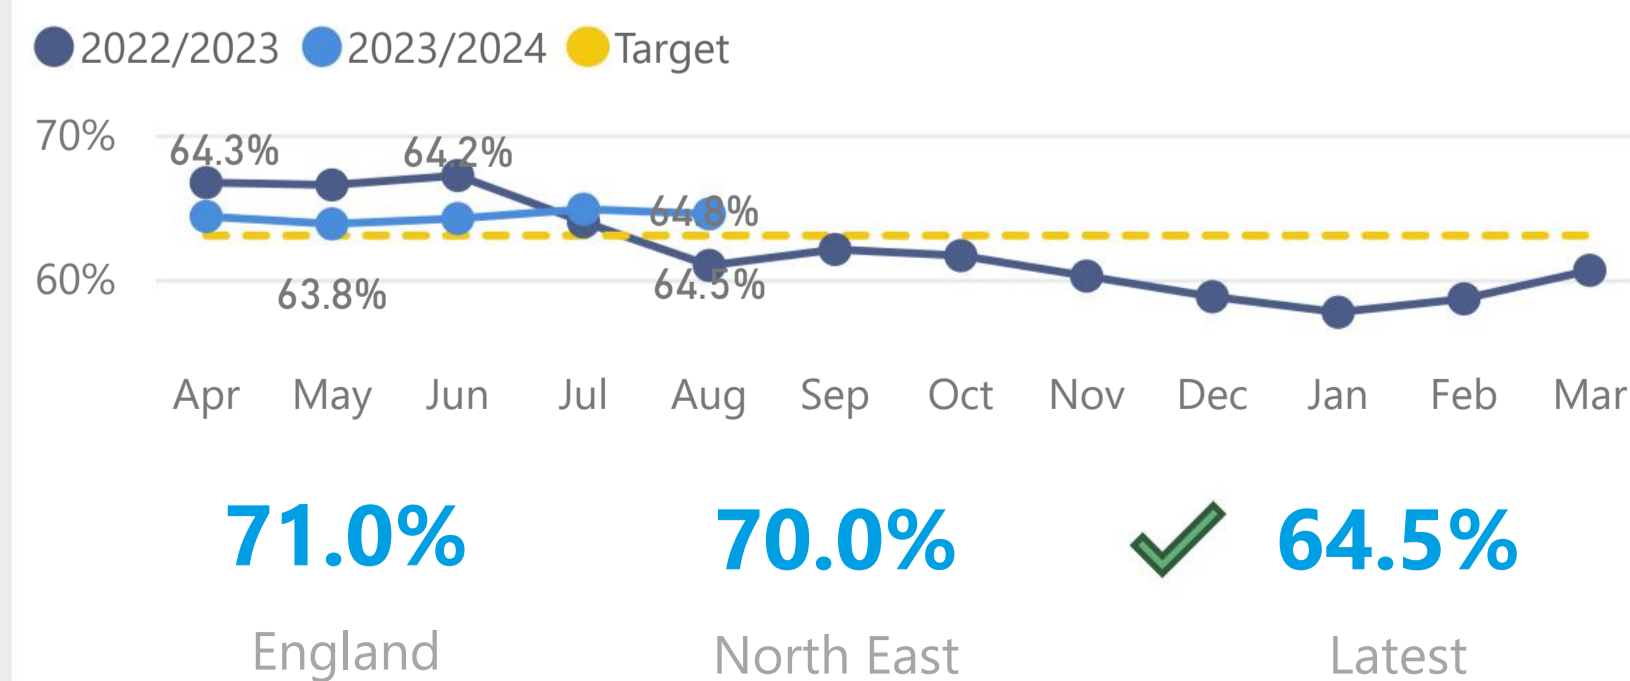 2022/2023 2023/2024 Target
70%
64.3% 64.2%
64.8%
60%
63.8% 64.5%
Apr May Jun Jul Aug Sep Oct Nov Dec Jan Feb Mar
71.0% 70.0% 64.5%
England North East Latest